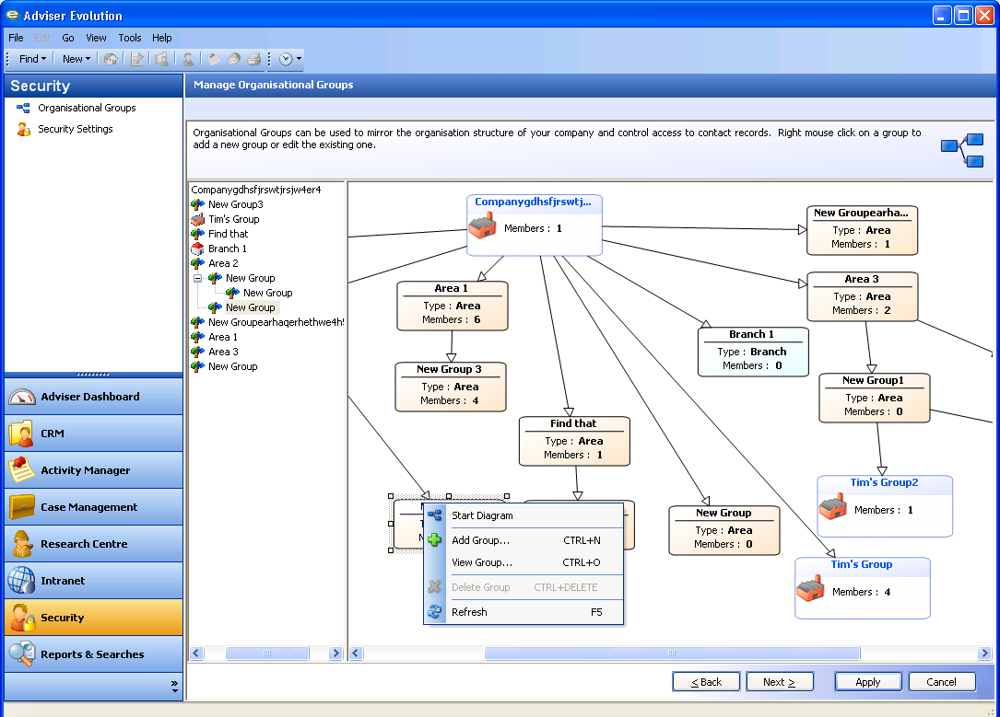 Adviser Evolution
File Edit Go View Tools Help
Find New
Security
Manage Organisational Groups
Organisational Groups
Security Settings
Organisational Groups can be used to mirror the organisation structure of your company and control access to contact records. Right mouse click on a group to
add a new group or edit the existing one.
Companygdhsfjrswtjrsjw4er4
New Group3
Tim's Group
Find that
Branch 1
Area 2
New Group
New Group
New Group
New Groupearhaqerhethwe4h5
Area 1
Area 3
New Group
Companygdhsfjrswtj...
Members : 1
New Groupearha...
Type : Area
Members : 1
Area 1
Type : Area
Members : 6
Area 3
Type : Area
Members : 2
Branch 1
Type : Branch
Members : 0
New Group 3
Type : Area
Members : 4
New Group1
Type : Area
Members : 0
Find that
Type : Area
Members : 1
Tim's Group2
Members : 1
New Group
Type : Area
Members : 0
Tim's Group
Members : 4
Start Diagram
Add Group... CTRL+N
View Group... CTRL+O
Delete Group CTRL+DELETE
Refresh F5
Adviser Dashboard
CRM
Activity Manager
Case Management
Research Centre
Intranet
Security
Reports & Searches
< Back Next > Apply Cancel